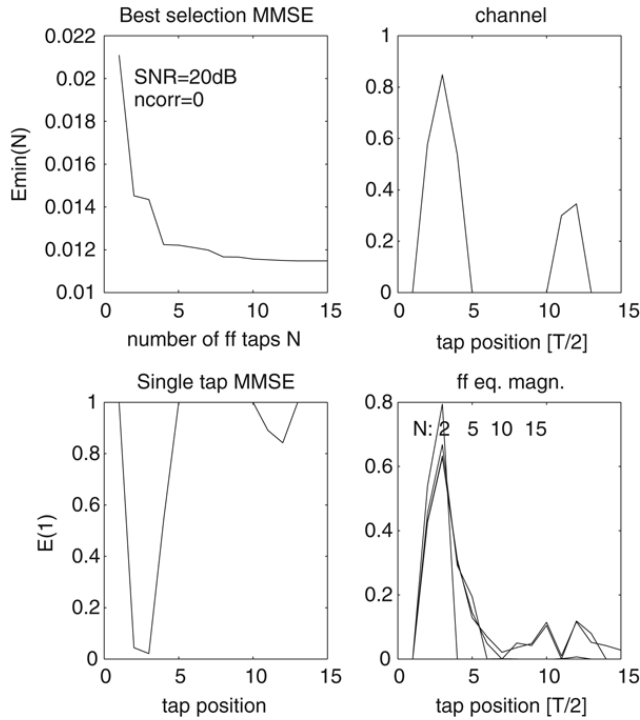 Best selection MMSE
0.022
0.02
0.018
0.016
0.014
0.012
0.01
SNR=20dB
ncorr=0
Emin(N)
0 5 10 15
number of ff taps N
channel
1
0.8
0.6
0.4
0.2
0
0 5 10 15
tap position [T/2]
Single tap MMSE
1
0.8
0.6
0.4
0.2
0
E(1)
0 5 10 15
tap position
ff eq. magn.
0.8
0.6
0.4
0.2
0
N: 2 5 10 15
0 5 10 15
tap position [T/2]